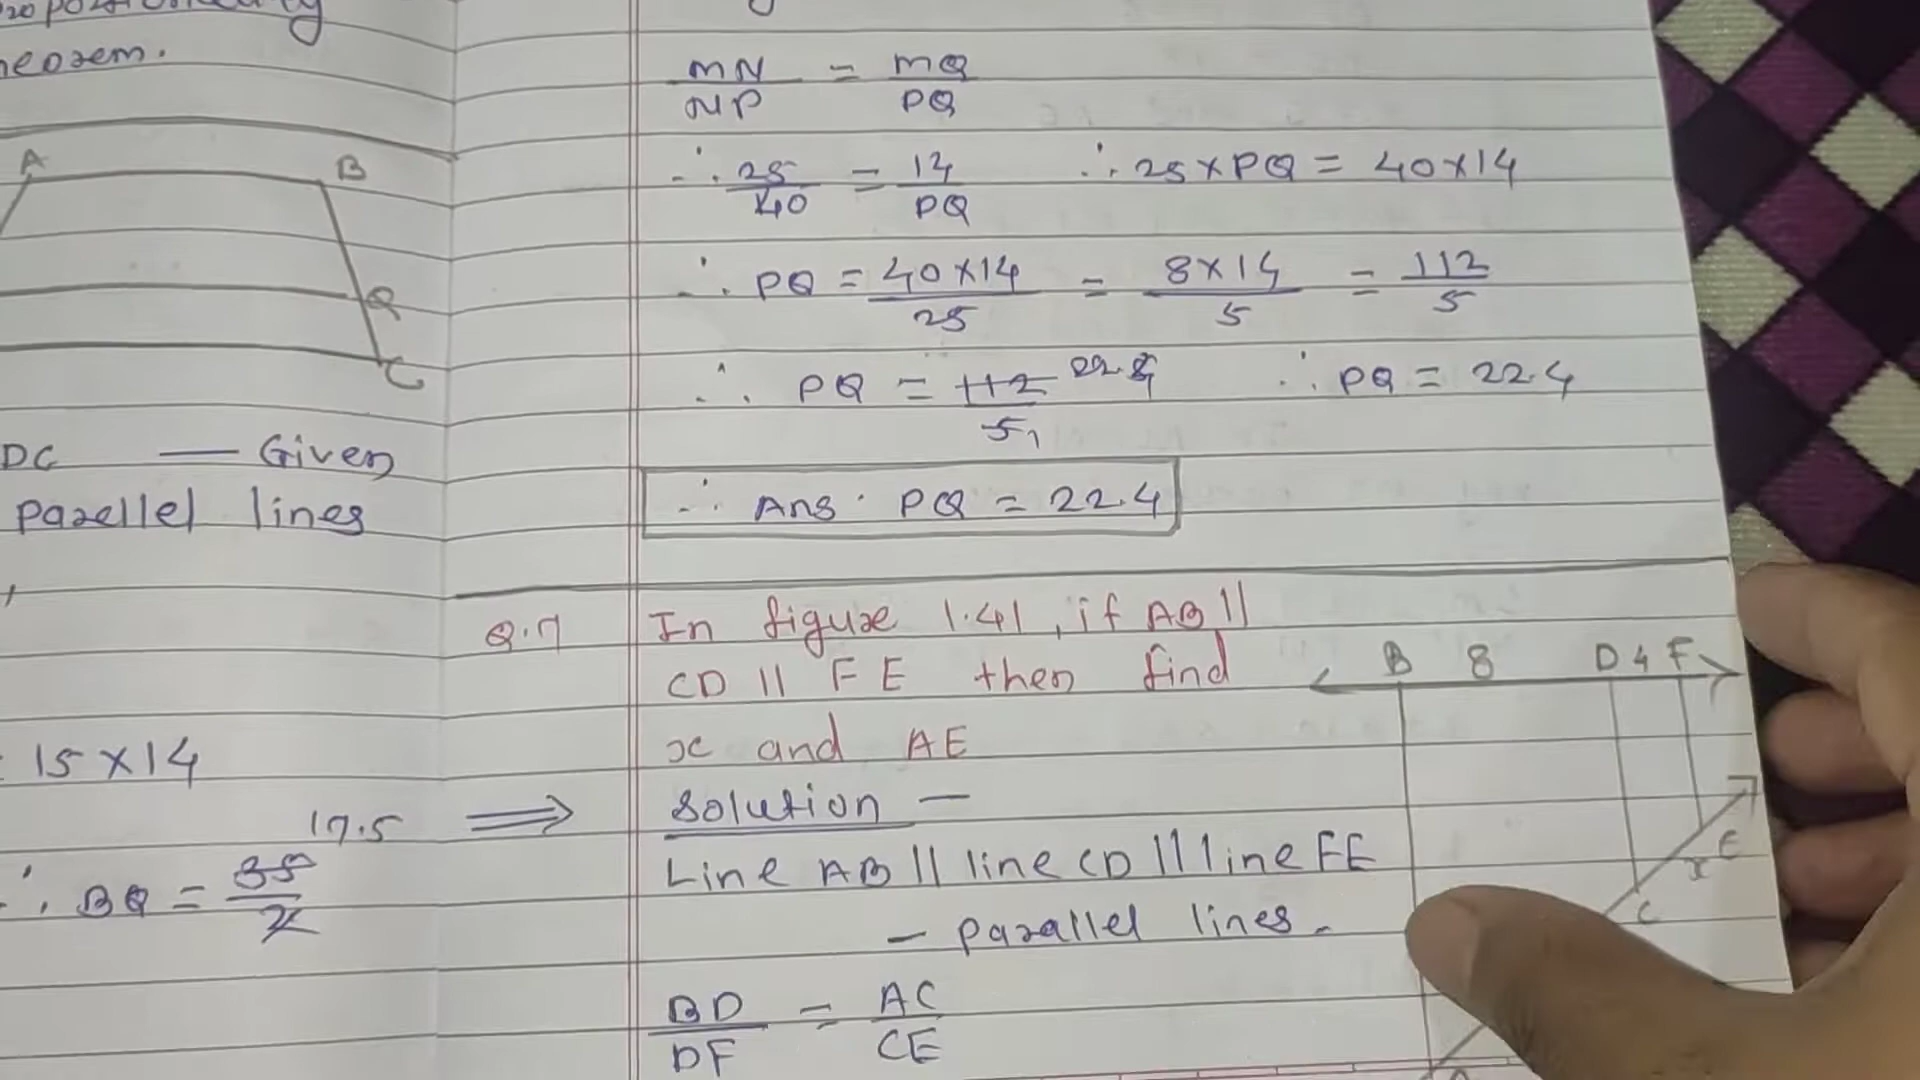 theorem.
A B
Q
C
DC — Given
parellel lines
15 x 14
17.5
∴ BQ = 35/2
MN/NP = MQ/PQ
∴ 25/40 = 14/PQ ∴ 25 x PQ = 40 x 14
∴ PQ = 40 x 14/25 = 8 x 14/5 = 112/5
∴ PQ = 112/5 22.4 ∴ PQ = 22.4
∴ Ans. PQ = 22.4
Q.7 In figure 1.41, if AB ||
CD || FE then find
x and AE
B 8 D 4 F
⟹ Solution —
Line AB || line CD || line FE
— parallel lines.
E
x
C
BD/DF = AC/CE